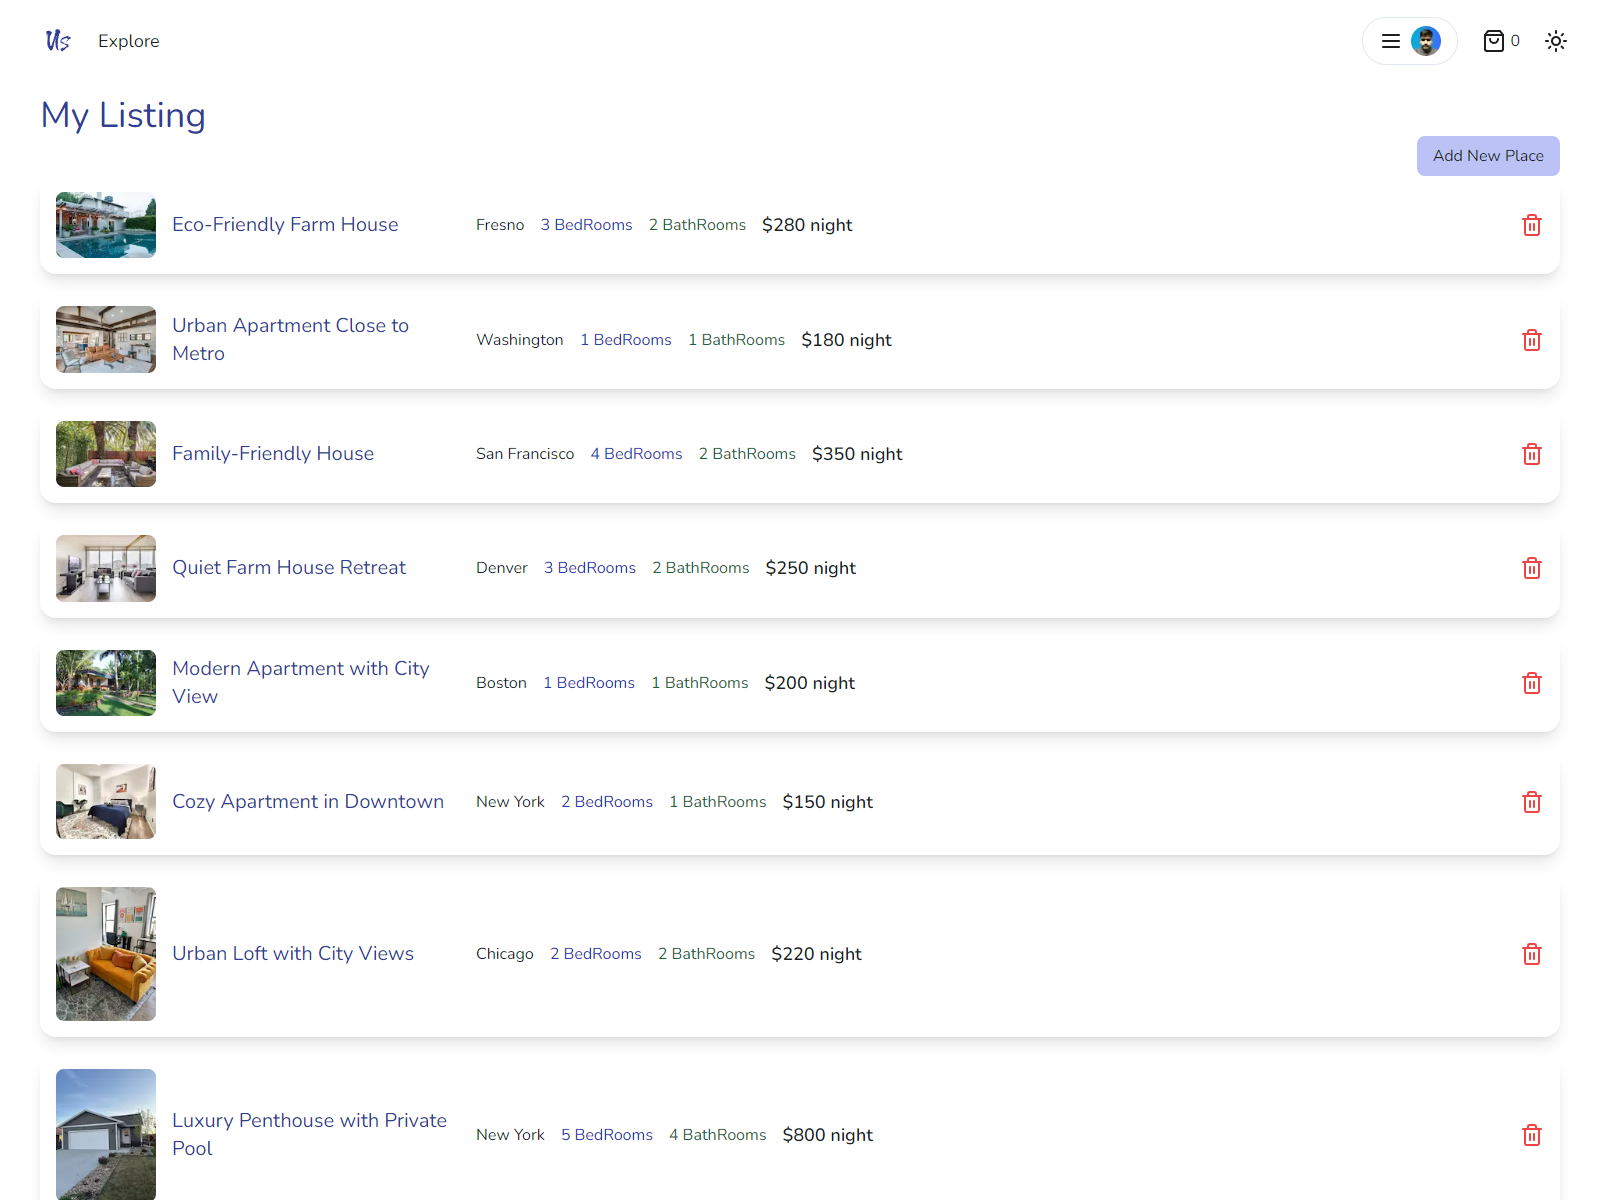 Us Explore 0
My Listing
Add New Place
Eco-Friendly Farm House Fresno 3 BedRooms 2 BathRooms $280 night
Urban Apartment Close to
Metro
Washington 1 BedRooms 1 BathRooms $180 night
Family-Friendly House San Francisco 4 BedRooms 2 BathRooms $350 night
Quiet Farm House Retreat Denver 3 BedRooms 2 BathRooms $250 night
Modern Apartment with City
View
Boston 1 BedRooms 1 BathRooms $200 night
Cozy Apartment in Downtown New York 2 BedRooms 1 BathRooms $150 night
Urban Loft with City Views Chicago 2 BedRooms 2 BathRooms $220 night
Luxury Penthouse with Private
Pool
New York 5 BedRooms 4 BathRooms $800 night